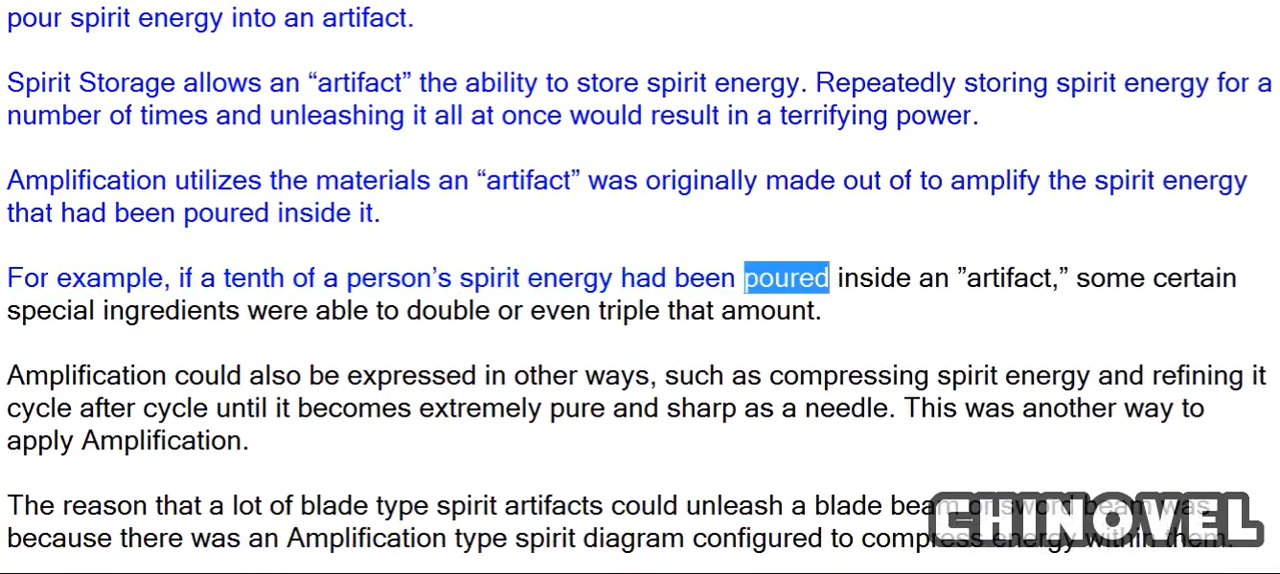 pour spirit energy into an artifact.
Spirit Storage allows an “artifact” the ability to store spirit energy. Repeatedly storing spirit energy for a
number of times and unleashing it all at once would result in a terrifying power.
Amplification utilizes the materials an “artifact” was originally made out of to amplify the spirit energy
that had been poured inside it.
For example, if a tenth of a person’s spirit energy had been poured inside an ”artifact,” some certain
special ingredients were able to double or even triple that amount.
Amplification could also be expressed in other ways, such as compressing spirit energy and refining it
cycle after cycle until it becomes extremely pure and sharp as a needle. This was another way to
apply Amplification.
The reason that a lot of blade type spirit artifacts could unleash a blade beam or sword beam was
because there was an Amplification type spirit diagram configured to compress energy within them.
CHINOVEL